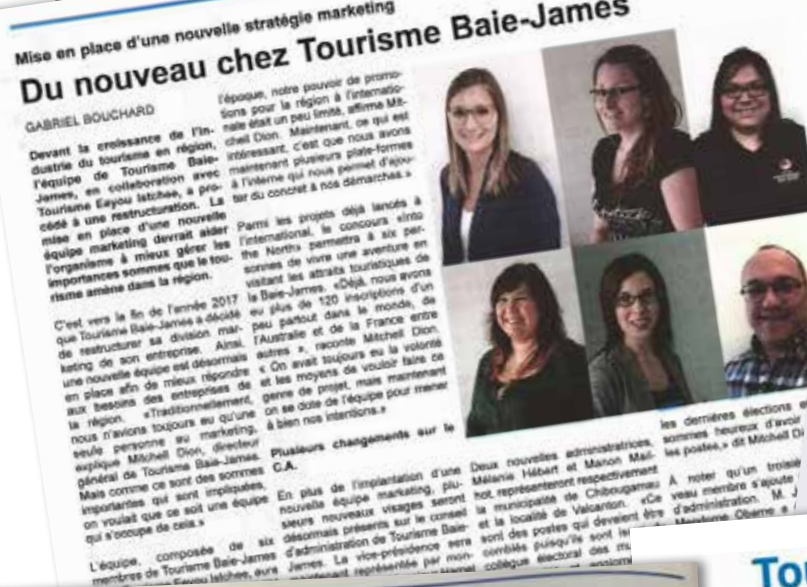 Mise en place d'une nouvelle stratégie marketing
Du nouveau chez Tourisme Baie-James
GABRIEL BOUCHARD
Devant la croissance de l'in-
dustrie du tourisme en région,
l'équipe de Tourisme Baie-
James, en collaboration avec
Tourisme Eeyou Istchee, a pro-
cédé à une restructuration. La
mise en place d'une nouvelle
équipe marketing devrait aider
l'organisme à mieux gérer les
importances sommes que le tou-
risme amène dans la région.
C'est vers la fin de l'année 2017
que Tourisme Baie-James a décidé
de restructurer sa division mar-
keting de son entreprise. Ainsi,
une nouvelle équipe est désormais
en place afin de mieux répondre
aux besoins des entreprises de
la région. «Traditionnellement,
nous n'avions toujours eu qu'une
seule personne au marketing,
explique Mitchell Dion, directeur
général de Tourisme Baie-James.
Mais comme ce sont des sommes
importantes qui sont impliquées,
on voulait que ce soit une équipe
qui s'occupe de cela.»
L'équipe, composée de six
membres de Tourisme Baie-James
Eeyou Istchee, aura
l'époque, notre pouvoir de promo-
tions pour la région à l'internatio-
nale était un peu limité, affirme Mit-
chell Dion. Maintenant, ce qui est
intéressant, c'est que nous avons
maintenant plusieurs plate-formes
à l'interne qui nous permet d'ajou-
ter du concret à nos démarches.»
Parmi les projets déjà lancés à
l'international, le concours «Into
the North» permettra à six per-
sonnes de vivre une aventure en
visitant les attraits touristiques de
la Baie-James. «Déjà, nous avons
eu plus de 120 inscriptions d'un
peu partout dans le monde, de
l'Australie et de la France entre
autres », raconte Mitchell Dion.
« On avait toujours eu la volonté
et les moyens de vouloir faire ce
genre de projet, mais maintenant
on se dote de l'équipe pour mener
à bien nos intentions.»
Plusieurs changements sur le
C.A.
En plus de l'implantation d'une
nouvelle équipe marketing, plu-
sieurs nouveaux visages seront
désormais présents sur le conseil
d'administration de Tourisme Baie-
James. La vice-présidence sera
représentée par mon-
Deux nouvelles administratrices,
Mélanie Hébert et Manon Mail-
hot, représenteront respectivement
la municipalité de Chibougamau
et la localité de Valcanton. «Ce
sont des postes qui devaient être
comblés puisqu'ils sont
collègue électoral des
les dernières élections
sommes heureux d'avoir
les postes,» dit Mitchell
À noter qu'un
membre s'ajoute
d'administration. M.
Obeme a